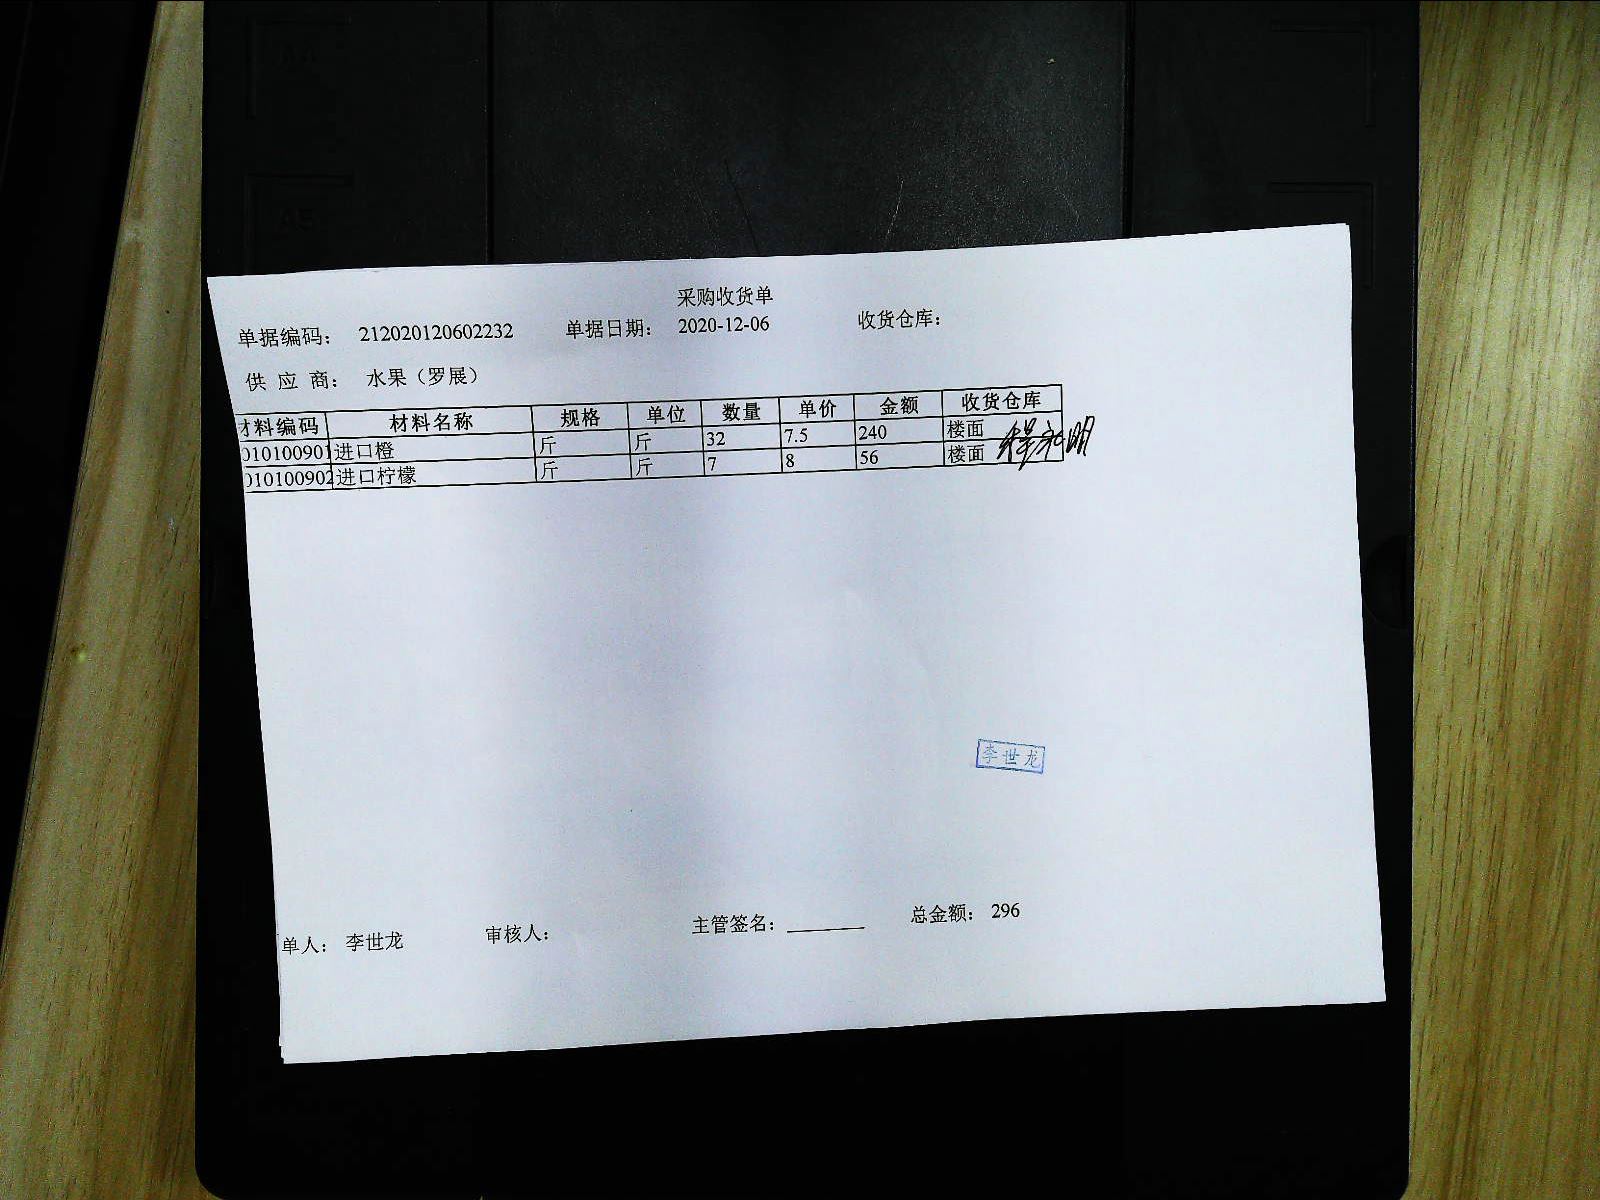 采购收货单
单据编码： 212020120602232 单据日期： 2020-12-06 收货仓库：
供 应 商： 水果（罗展）
材料编码 材料名称 规格 单位 数量 单价 金额 收货仓库
010100901 进口橙 斤 斤 32 7.5 240 楼面
010100902 进口柠檬 斤 斤 7 8 56 楼面
李世龙
单人： 李世龙 审核人： 主管签名： 总金额： 296